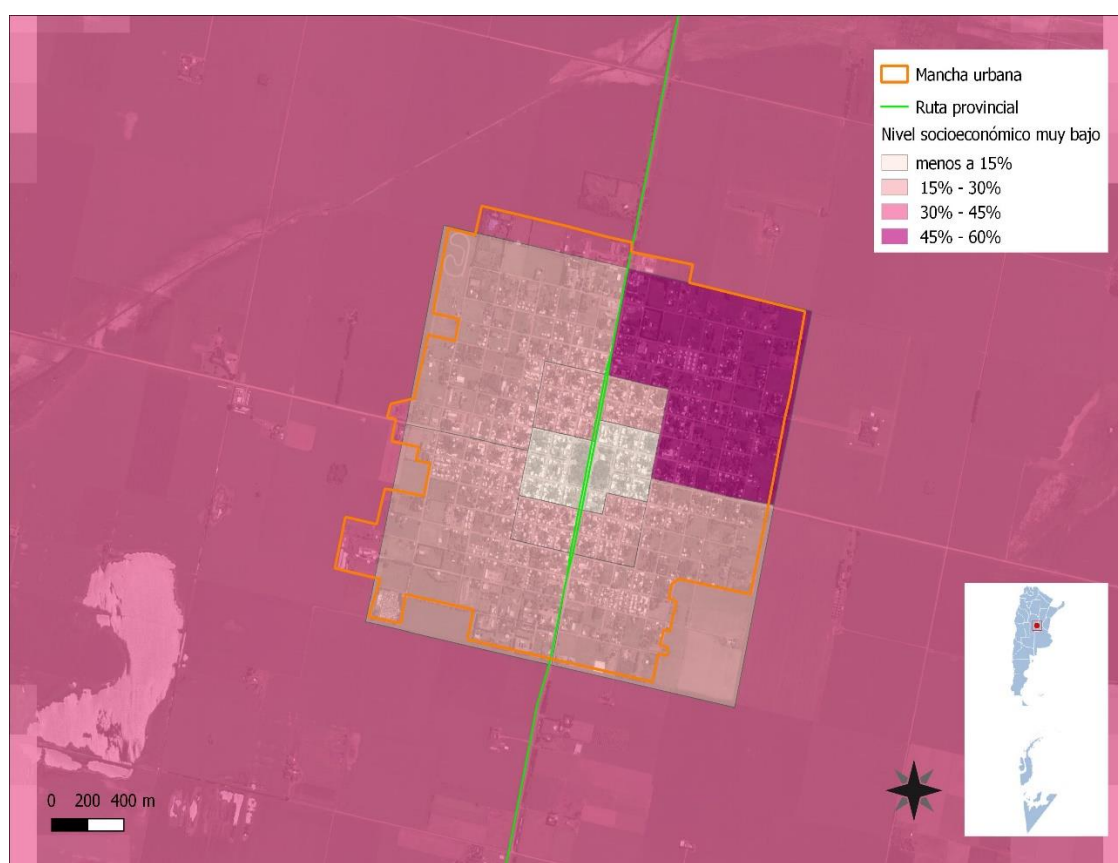 Mancha urbana
Ruta provincial
Nivel socioeconómico muy bajo
menos a 15%
15% - 30%
30% - 45%
45% - 60%
0 200 400 m